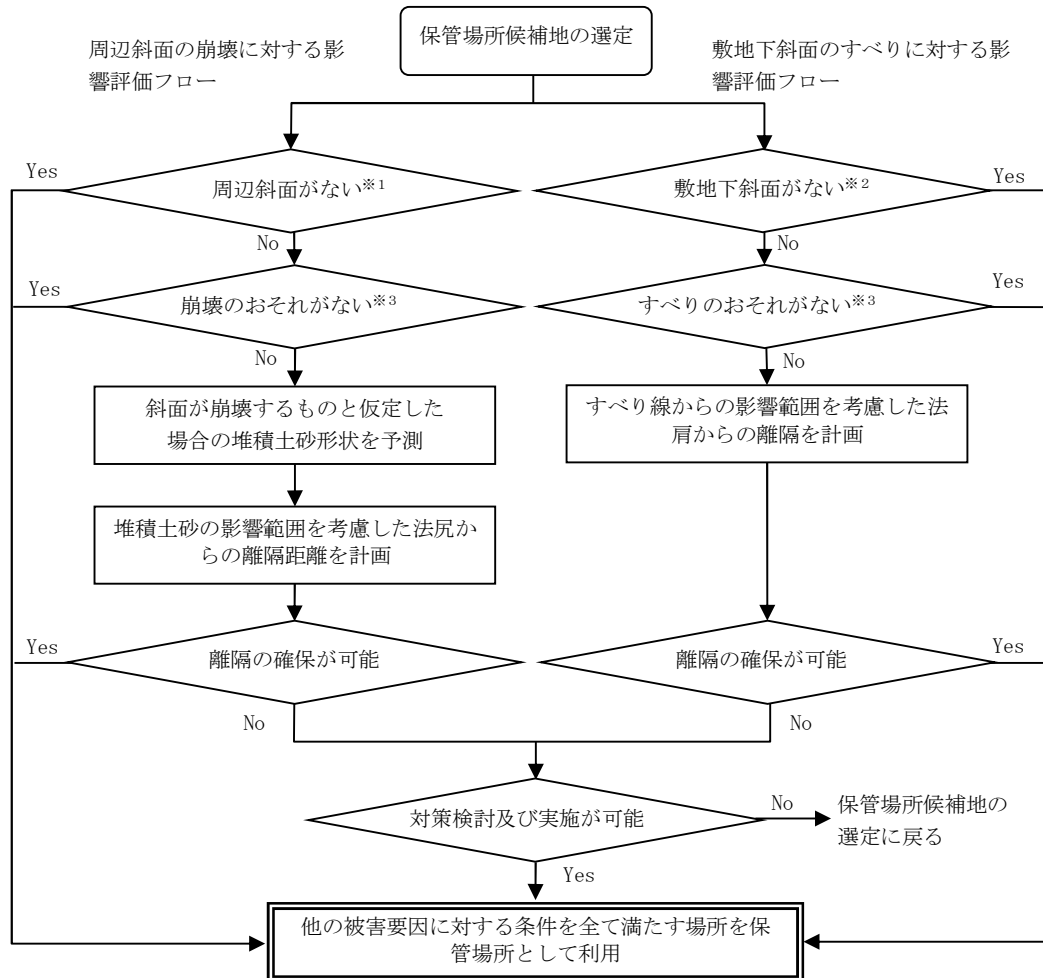 保管場所候補地の選定
周辺斜面の崩壊に対する影
響評価フロー
敷地下斜面のすべりに対する影
響評価フロー
Yes
周辺斜面がない※1
敷地下斜面がない※2
Yes
No
No
Yes
崩壊のおそれがない※3
すべりのおそれがない※3
Yes
No
No
斜面が崩壊するものと仮定した
場合の堆積土砂形状を予測
すべり線からの影響範囲を考慮した法
肩からの離隔を計画
堆積土砂の影響範囲を考慮した法尻か
らの離隔距離を計画
Yes
離隔の確保が可能
離隔の確保が可能
Yes
No
No
対策検討及び実施が可能
No
保管場所候補地の
選定に戻る
Yes
他の被害要因に対する条件を全て満たす場所を保
管場所として利用